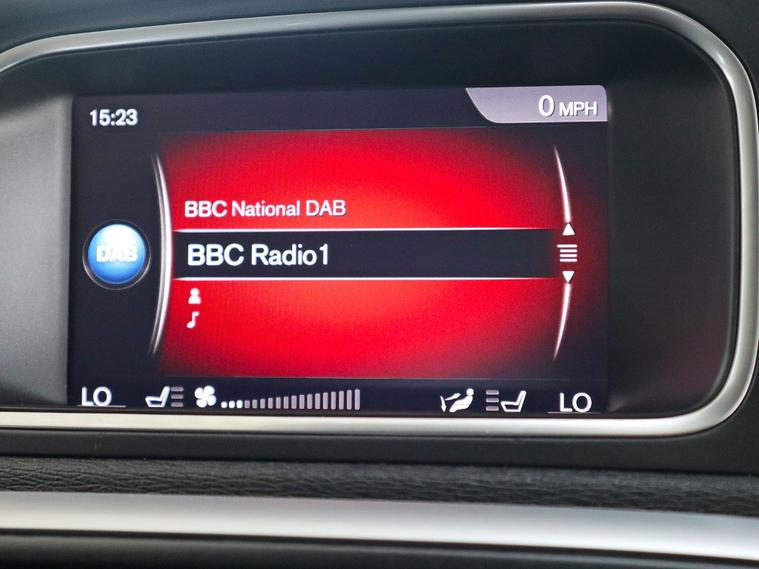 15:23
0 MPH
BBC National DAB
DAB
BBC Radio1
LO
LO